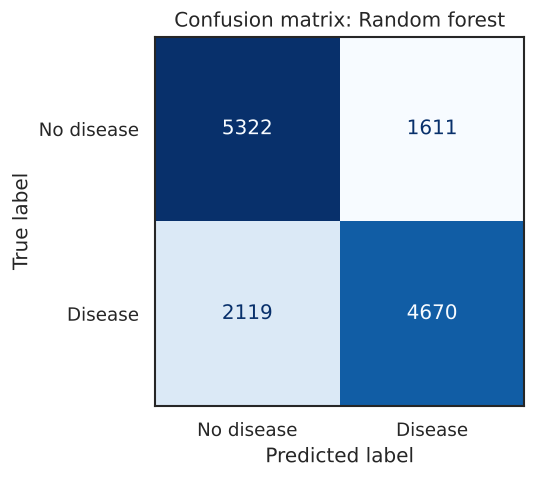 Confusion matrix: Random forest
True label
No disease
5322
1611
Disease
2119
4670
No disease
Disease
Predicted label